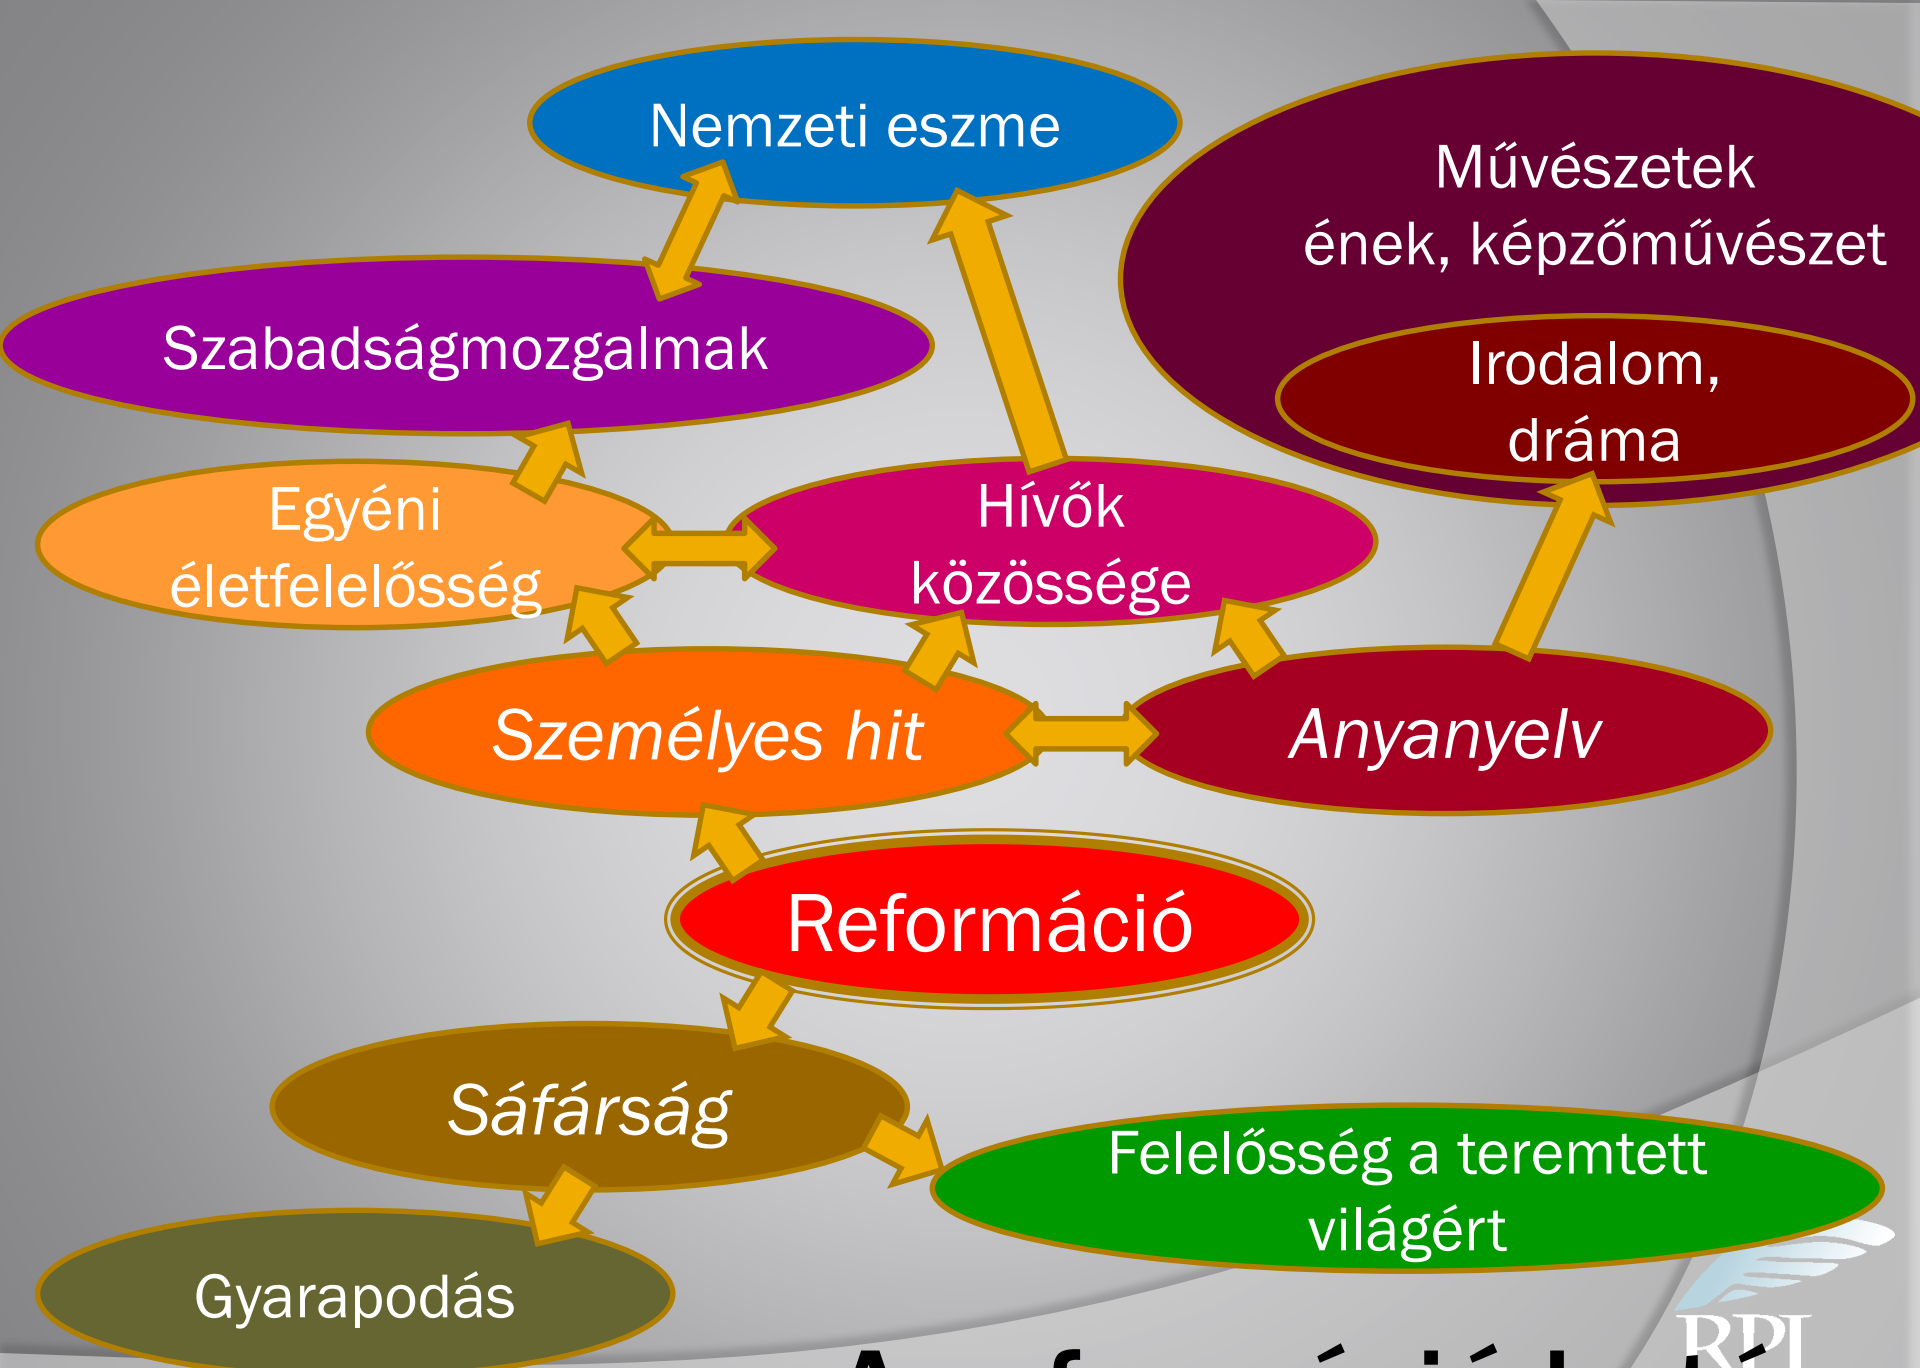 Nemzeti eszme
Művészetek
ének, képzőművészet
Szabadságmozgalmak
Irodalom,
dráma
Egyéni
életfelelősség
Hívők
közössége
Személyes hit
Anyanyelv
Reformáció
Sáfárság
Felelősség a teremtett
világért
Gyarapodás
RPI